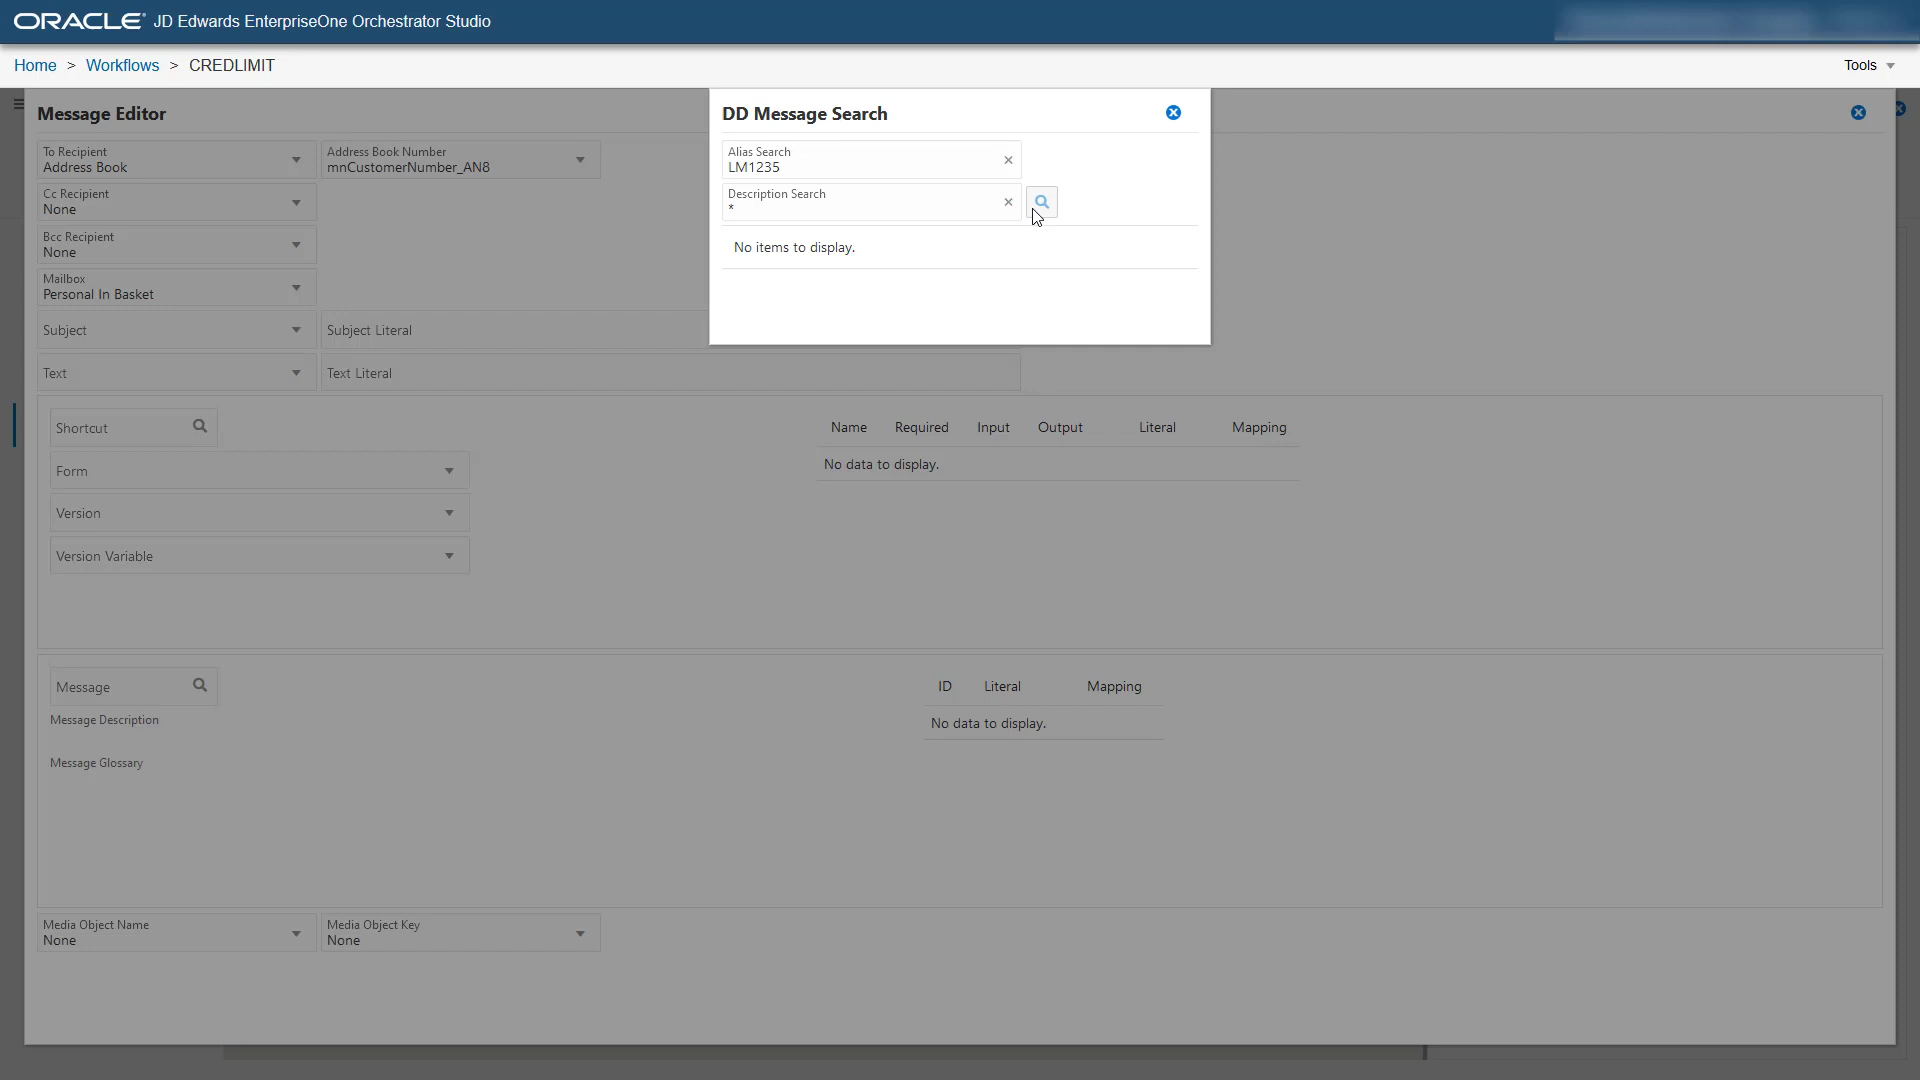 ORACLE JD Edwards EnterpriseOne Orchestrator Studio
Home > Workflows > CREDLIMIT
Tools
Message Editor
DD Message Search
To Recipient
Address Book
Address Book Number
mnCustomerNumber_AN8
Alias Search
LM1235
Cc Recipient
None
Description Search
*
Bcc Recipient
None
No items to display.
Mailbox
Personal In Basket
Subject
Subject Literal
Text
Text Literal
Shortcut
Name Required Input Output Literal Mapping
No data to display.
Form
Version
Version Variable
Message
ID Literal Mapping
Message Description
No data to display.
Message Glossary
Media Object Name
None
Media Object Key
None